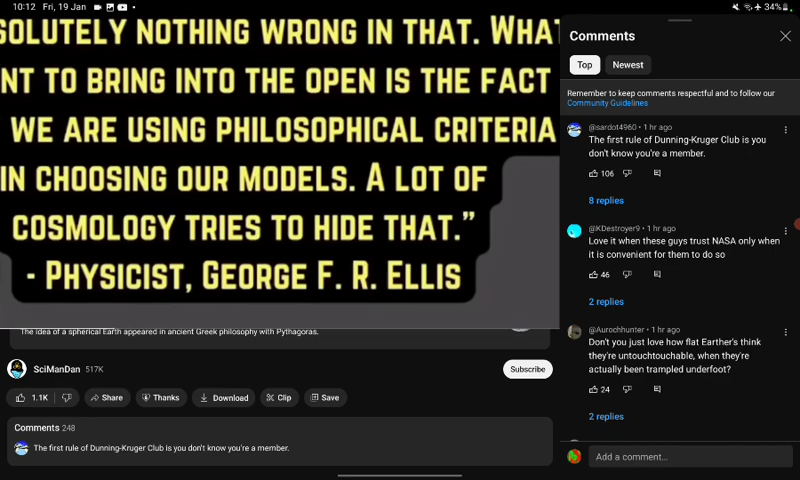 10:12 Fri, 19 Jan
34%
SOLUTELY NOTHING WRONG IN THAT. WHAT
NT TO BRING INTO THE OPEN IS THE FACT
WE ARE USING PHILOSOPHICAL CRITERIA
IN CHOOSING OUR MODELS. A LOT OF
COSMOLOGY TRIES TO HIDE THAT.”
- PHYSICIST, GEORGE F. R. ELLIS
The idea of a spherical Earth appeared in ancient Greek philosophy with Pythagoras.
SciManDan 517K
Subscribe
1.1K
Share
Thanks
Download
Clip
Save
Comments 248
The first rule of Dunning-Kruger Club is you don't know you're a member.
Comments
Top
Newest
Remember to keep comments respectful and to follow our
Community Guidelines
@sardot4960 • 1 hr ago
The first rule of Dunning-Kruger Club is you
don't know you're a member.
106
8 replies
@KDestroyer9 • 1 hr ago
Love it when these guys trust NASA only when
it is convenient for them to do so
46
2 replies
@Aurochhunter • 1 hr ago
Don't you just love how flat Earther's think
they're untouchtouchable, when they're
actually been trampled underfoot?
24
2 replies
Add a comment...